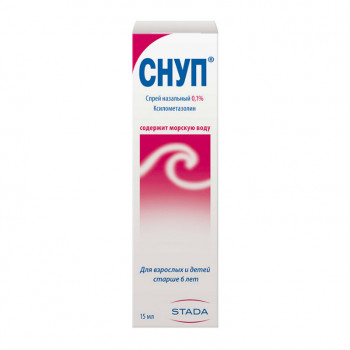 СНУП®
Спрей назальный 0,1%
Ксилометазолин
содержит морскую воду
Для взрослых и детей
старше 6 лет
15 мл
STADA